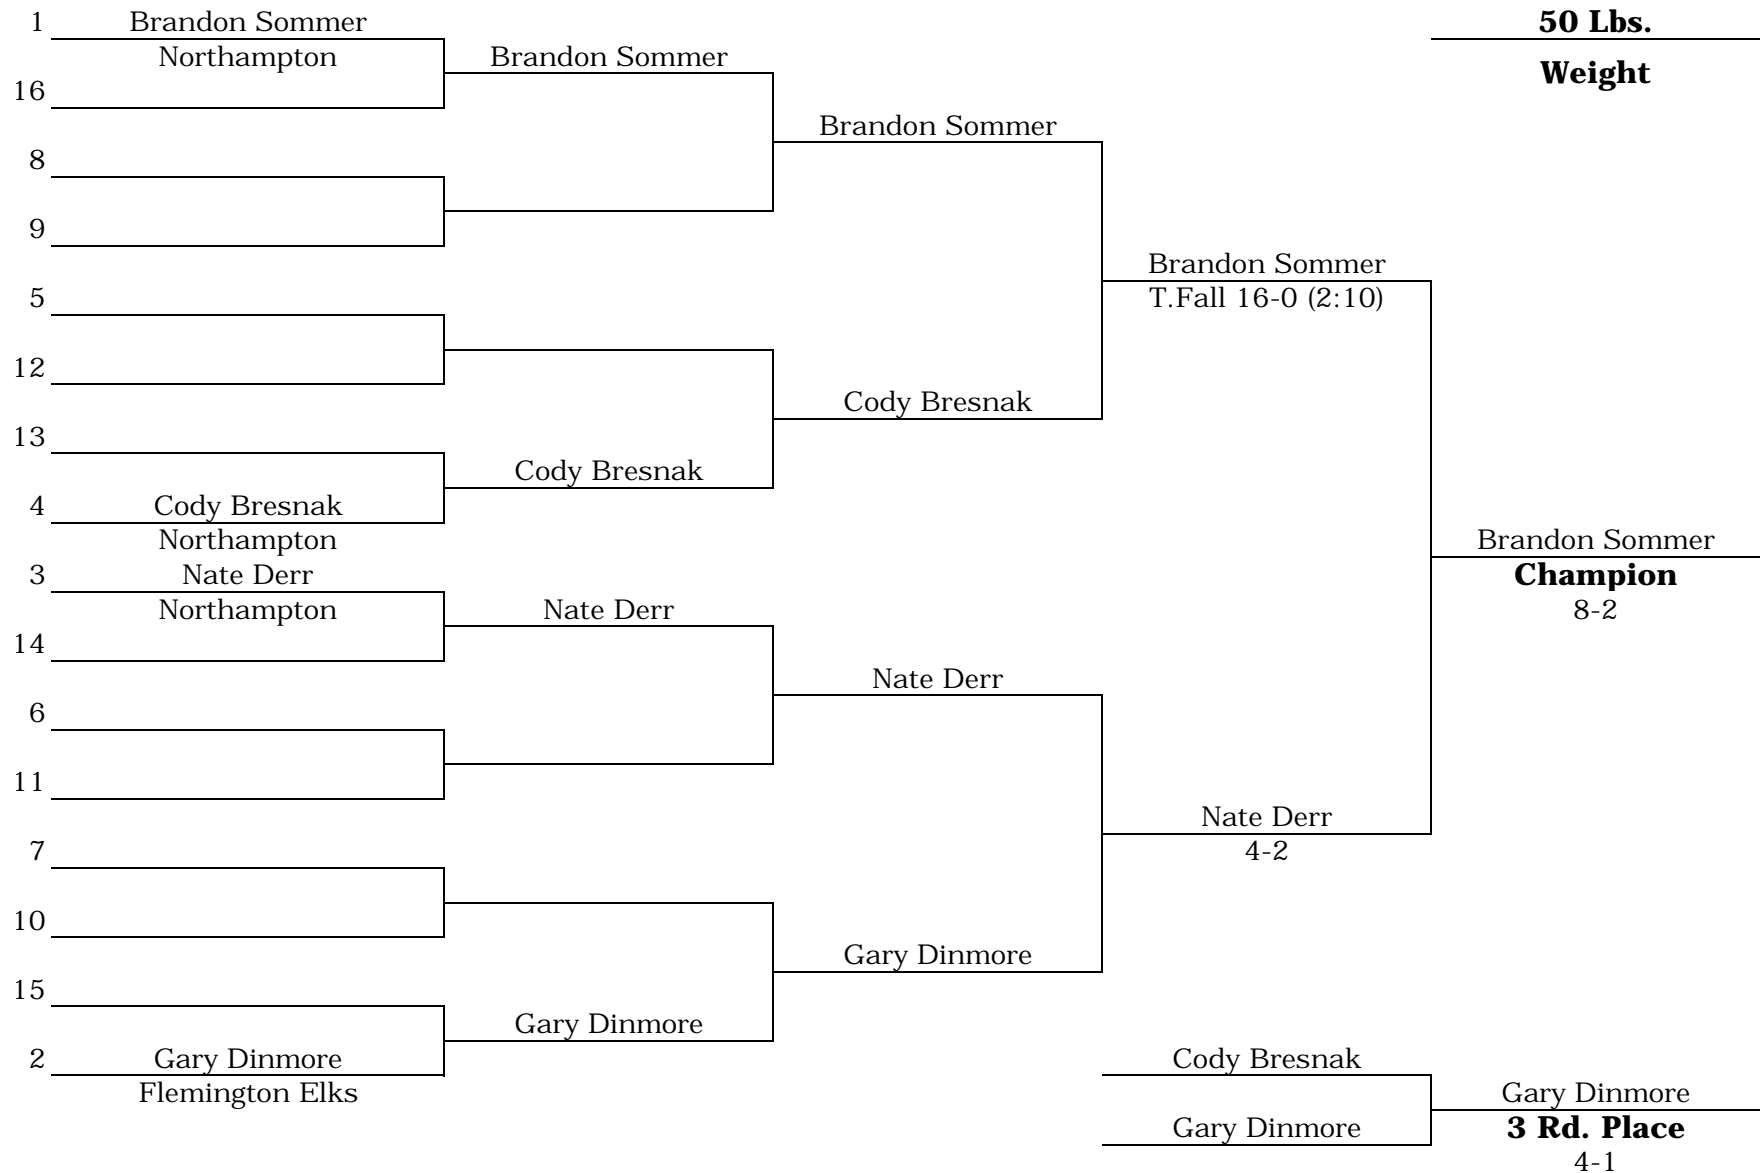 50 Lbs.
Weight
1 Brandon Sommer
Northampton
16
8
9
5
12
13
4 Cody Bresnak
Northampton
3 Nate Derr
Northampton
14
6
11
7
10
15
2 Gary Dinmore
Flemington Elks
Brandon Sommer
Cody Bresnak
Nate Derr
Gary Dinmore
Brandon Sommer
Cody Bresnak
Nate Derr
Gary Dinmore
Brandon Sommer
T.Fall 16-0 (2:10)
Nate Derr
4-2
Brandon Sommer
Champion
8-2
Cody Bresnak
Gary Dinmore
Gary Dinmore
3 Rd. Place
4-1